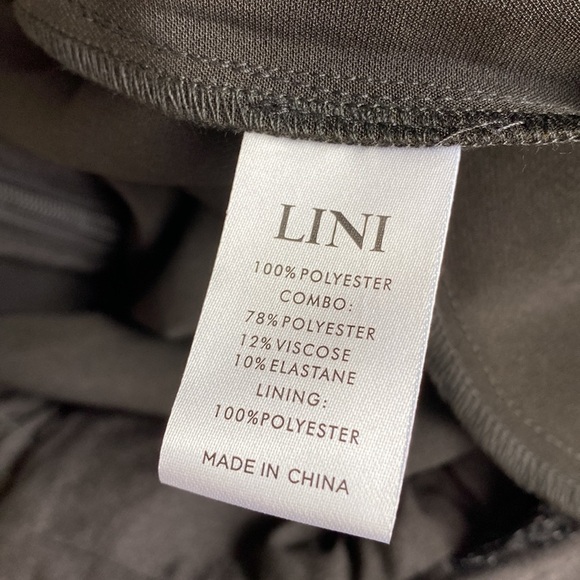 LINI
100% POLYESTER
COMBO:
78% POLYESTER
12% VISCOSE
10% ELASTANE
LINING:
100% POLYESTER
MADE IN CHINA